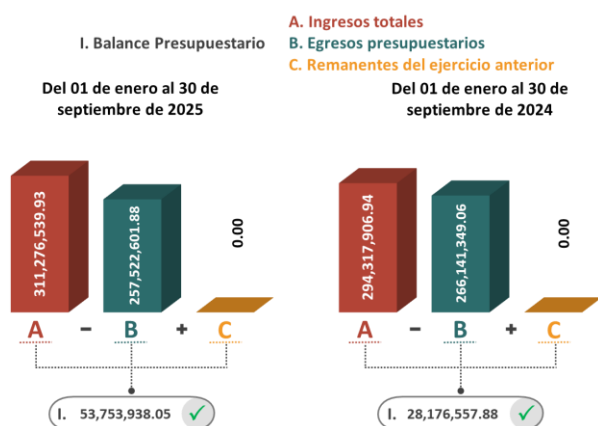 A. Ingresos totales
I. Balance Presupuestario
B. Egresos presupuestarios
C. Remanentes del ejercicio anterior
Del 01 de enero al 30 de
septiembre de 2025
311,276,539.93
257,522,601.88
0.00
A - B + C
I. 53,753,938.05
Del 01 de enero al 30 de
septiembre de 2024
294,317,906.94
266,141,349.06
0.00
A - B + C
I. 28,176,557.88